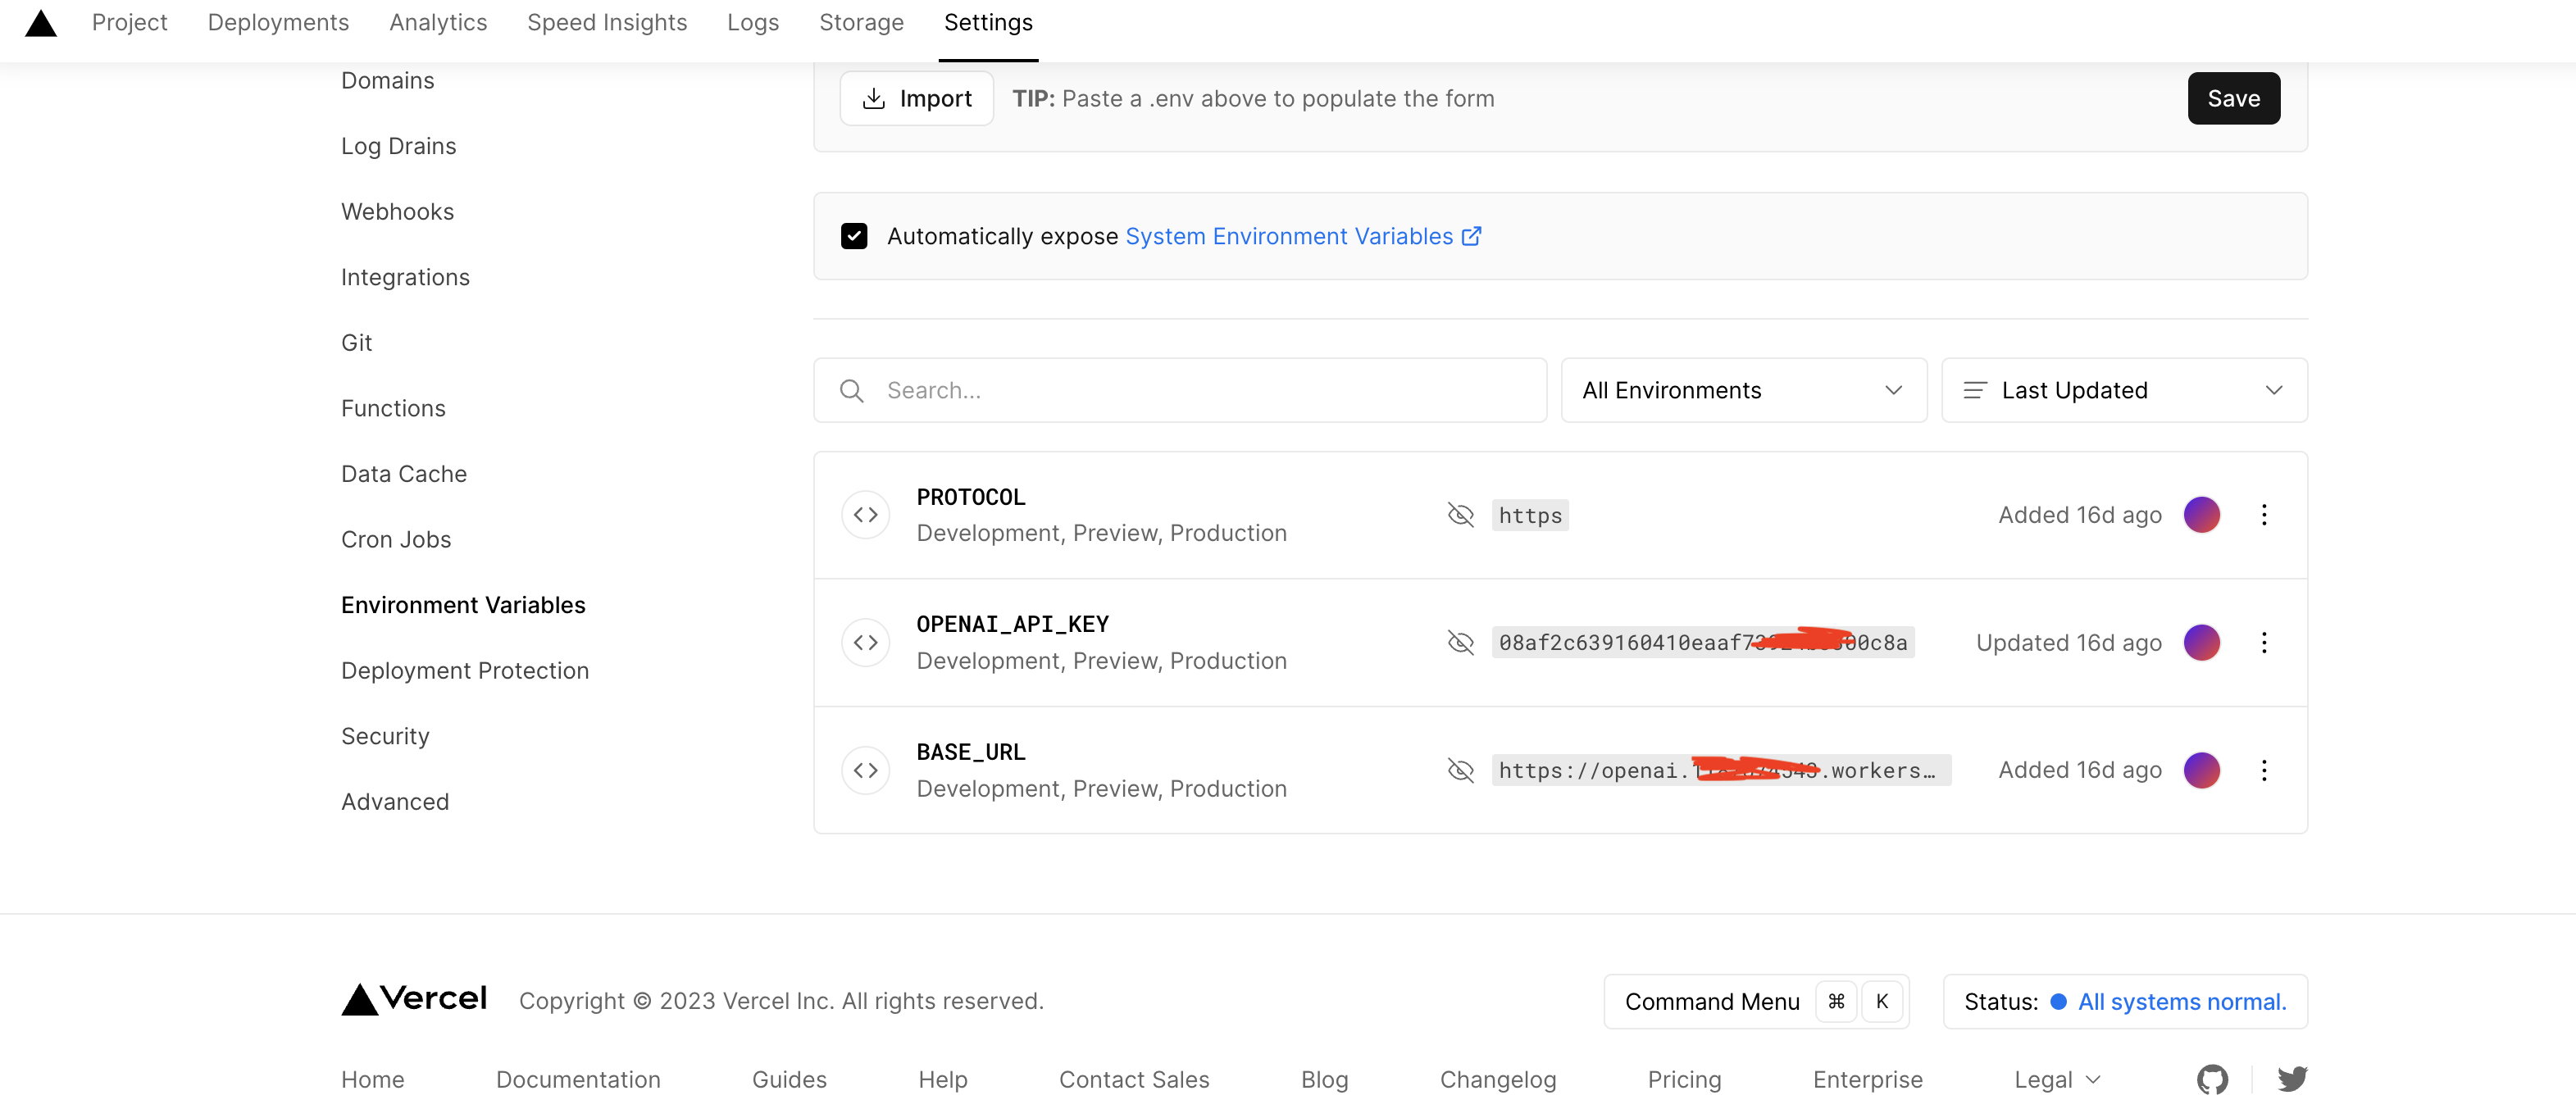 Project Deployments Analytics Speed Insights Logs Storage Settings
Domains
Import TIP: Paste a .env above to populate the form Save
Log Drains
Webhooks
Automatically expose System Environment Variables
Integrations
Git
Search... All Environments Last Updated
Functions
Data Cache
PROTOCOL
Development, Preview, Production
https
Added 16d ago
Cron Jobs
Environment Variables
OPENAI_API_KEY
Development, Preview, Production
Updated 16d ago
Deployment Protection
Security
BASE_URL
Development, Preview, Production
https://openai. .workers…
Added 16d ago
Advanced
Vercel Copyright © 2023 Vercel Inc. All rights reserved. Command Menu ⌘ K Status: All systems normal.
Home Documentation Guides Help Contact Sales Blog Changelog Pricing Enterprise Legal